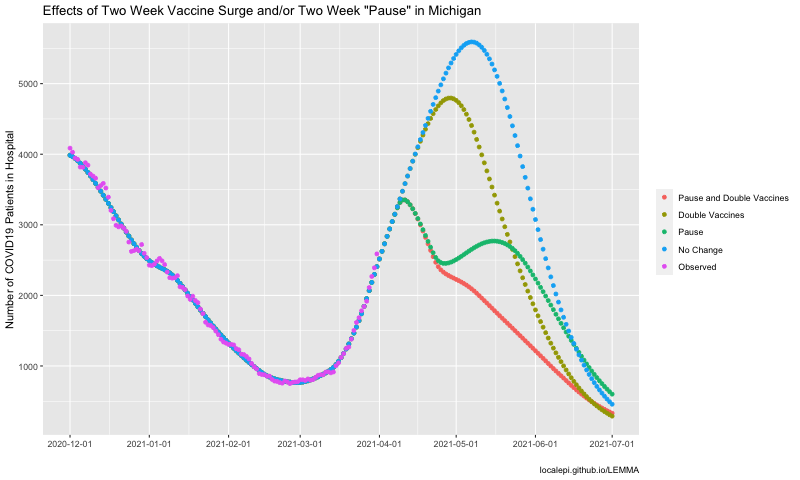 Effects of Two Week Vaccine Surge and/or Two Week "Pause" in Michigan
Number of COVID19 Patients in Hospital
5000
4000
3000
2000
1000
2020-12-01
2021-01-01
2021-02-01
2021-03-01
2021-04-01
2021-05-01
2021-06-01
2021-07-01
Pause and Double Vaccines
Double Vaccines
Pause
No Change
Observed
localepi.github.io/LEMMA